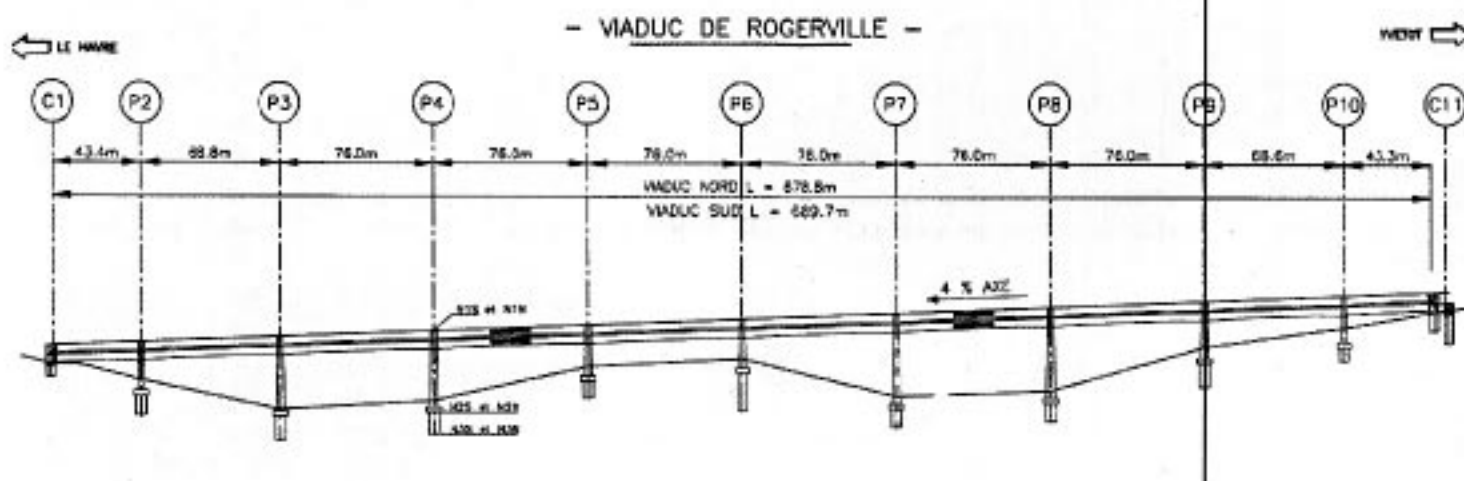 - VIADUC DE ROGERVILLE -
LE HAVRE
C1 P2 P3 P4 P5 P6 P7 P8 P9 P10 C11
43.4m 68.8m 76.0m 76.0m 76.0m 76.0m 76.0m 76.0m 68.6m 43.3m
VIADUC NORD L = 678.8m
VIADUC SUD L = 689.7m
4 % AXE